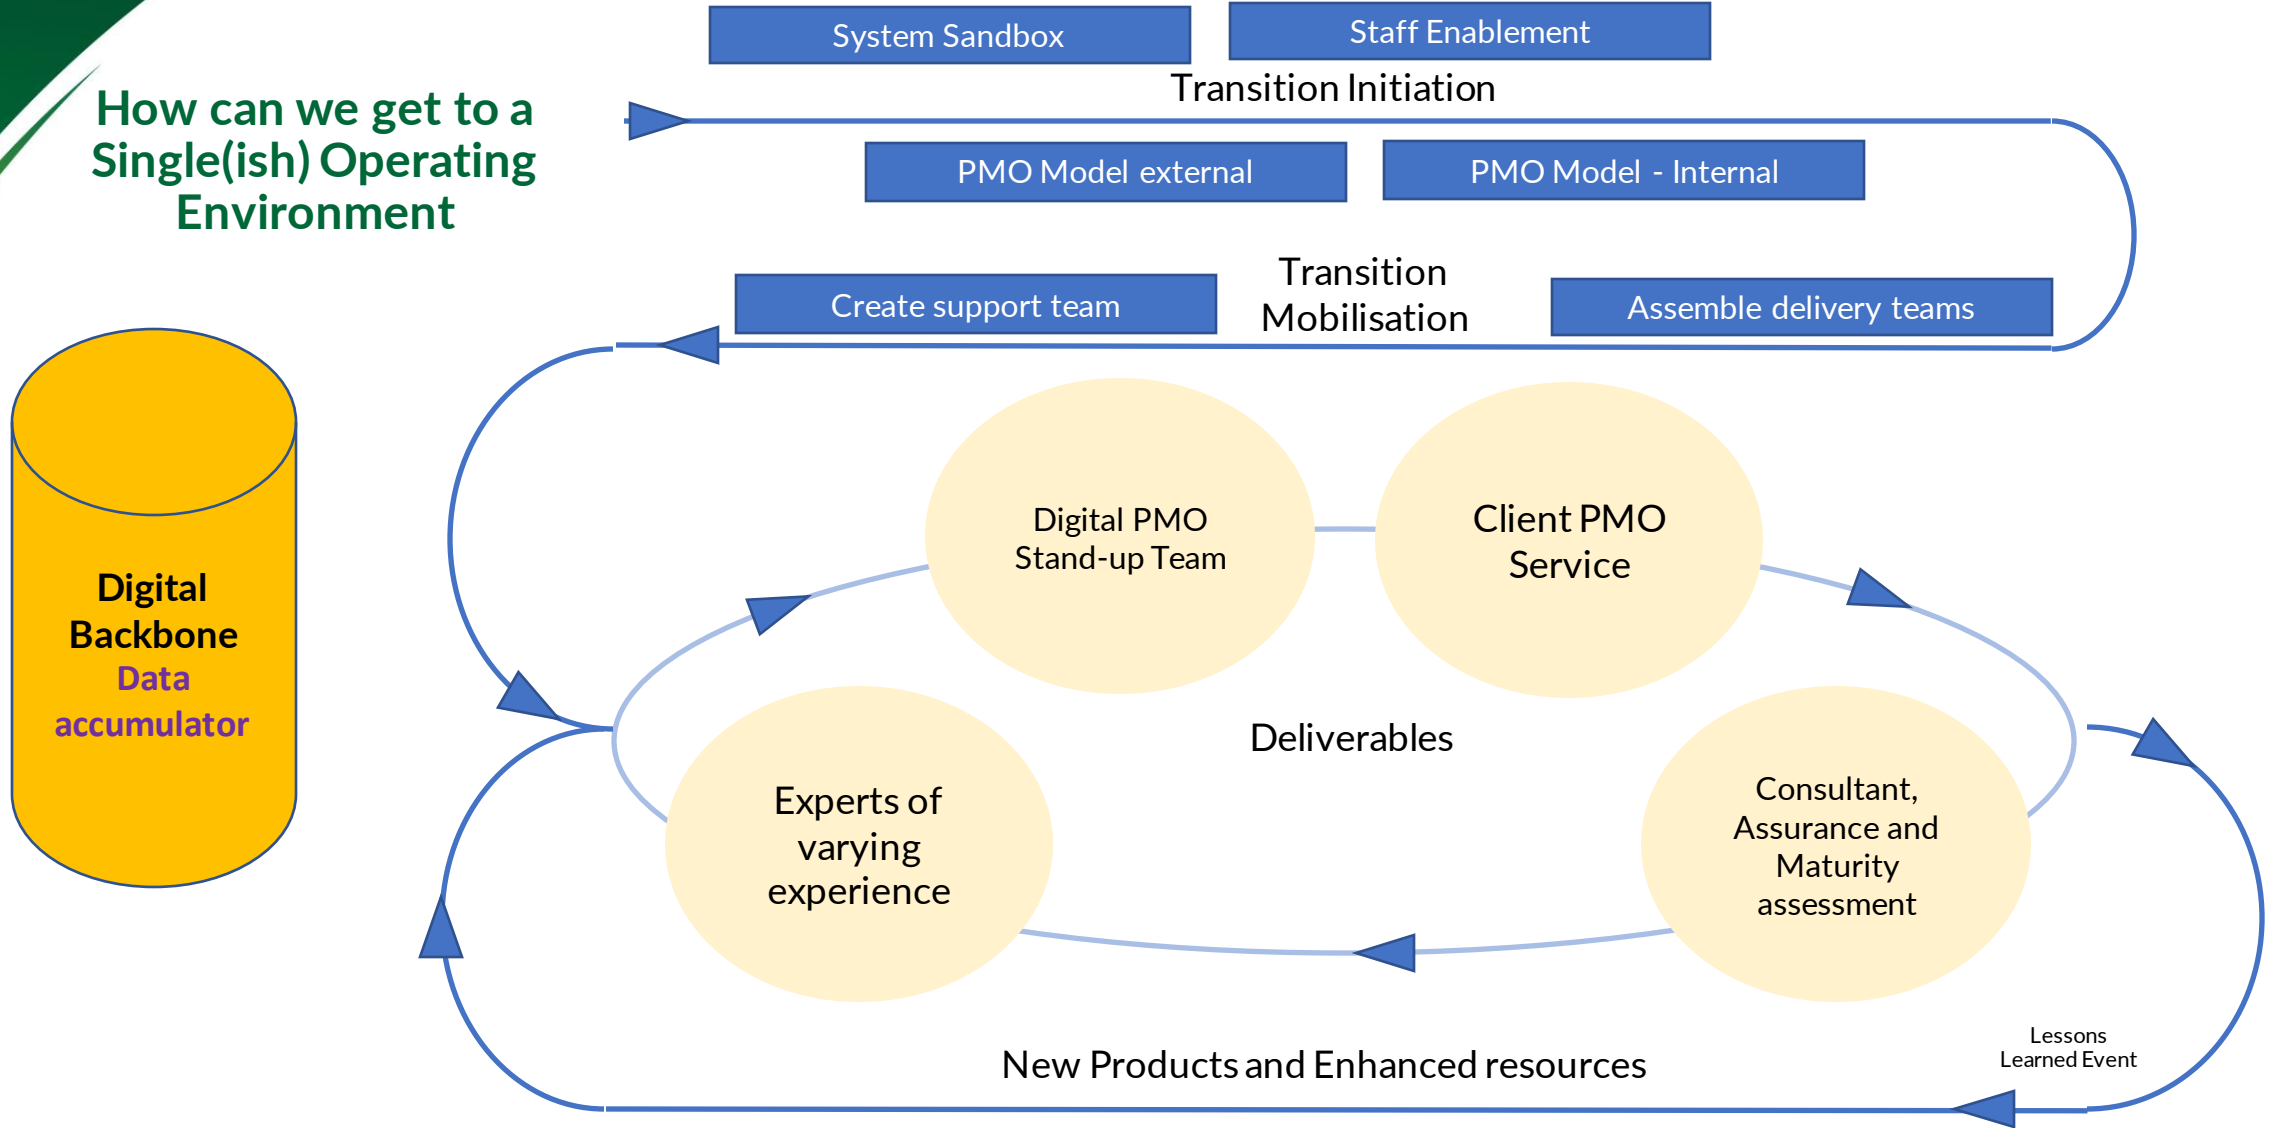 How can we get to a
Single(ish) Operating
Environment
System Sandbox
Staff Enablement
Transition Initiation
PMO Model external
PMO Model - Internal
Transition
Mobilisation
Create support team
Assemble delivery teams
Digital
Backbone
Data
accumulator
Digital PMO
Stand-up Team
Client PMO
Service
Deliverables
Experts of
varying
experience
Consultant,
Assurance and
Maturity
assessment
Lessons
Learned Event
New Products and Enhanced resources